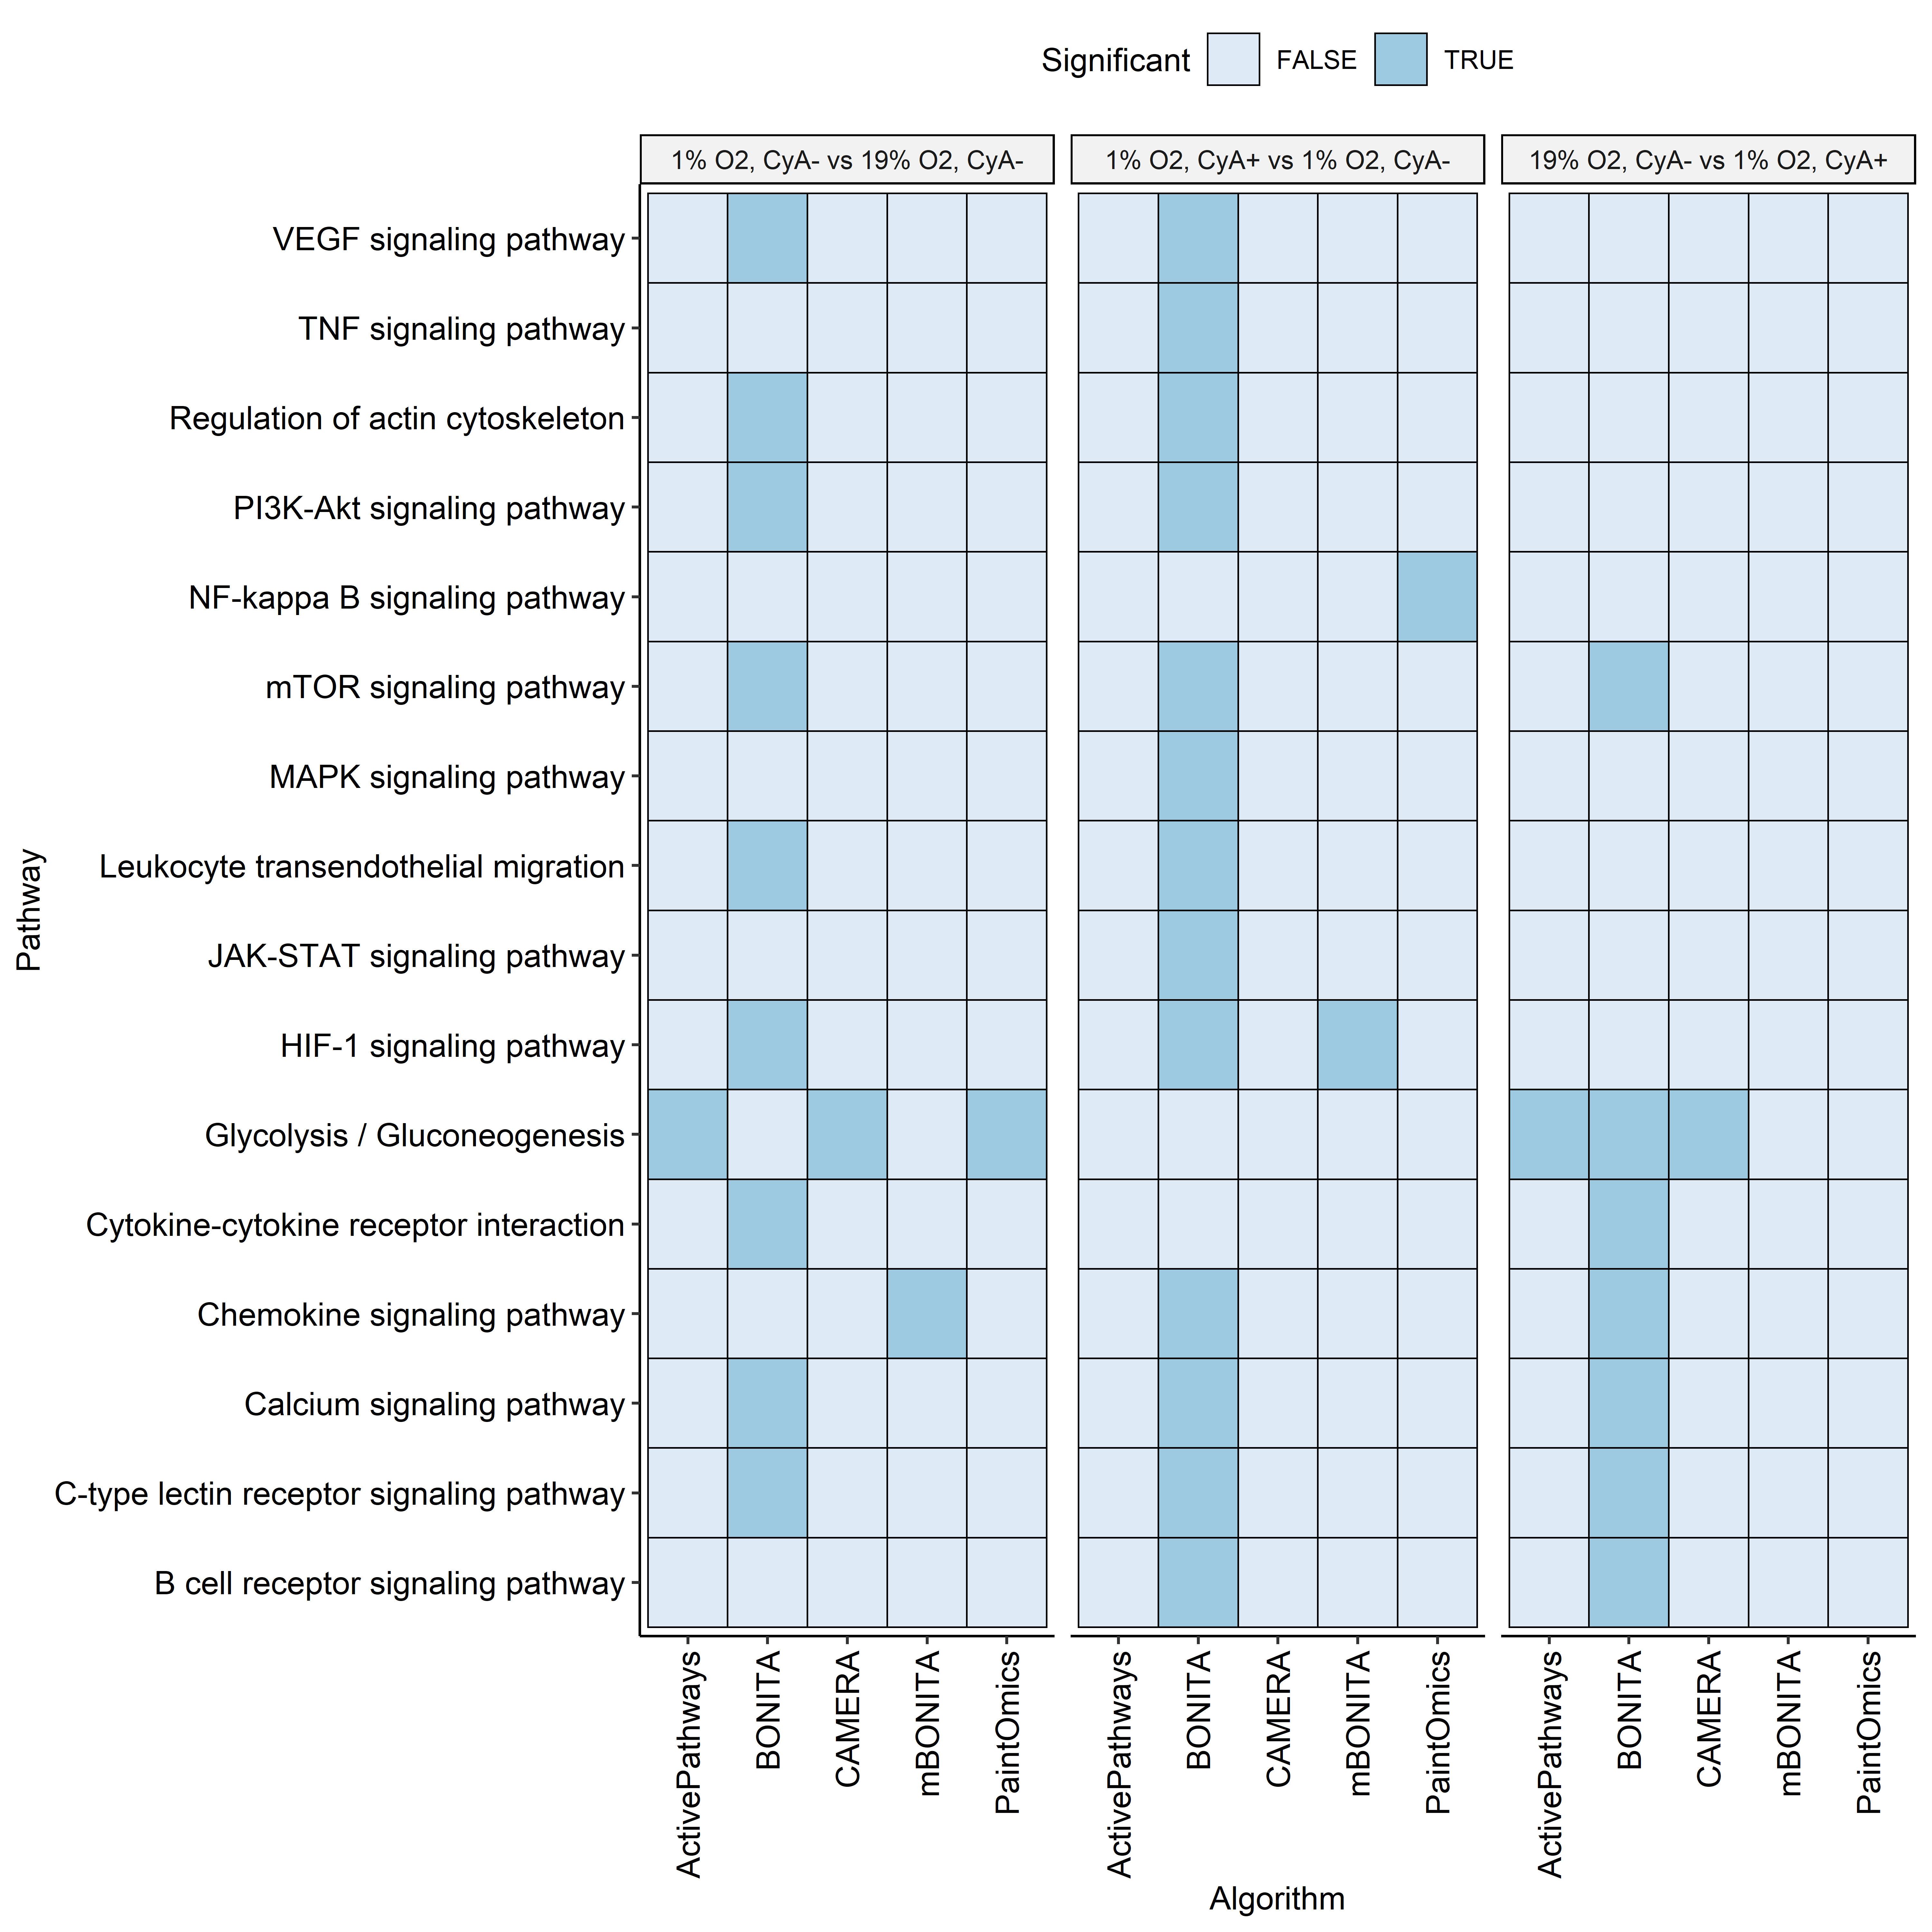 Significant FALSE TRUE
1% O2, CyA- vs 19% O2, CyA-
1% O2, CyA+ vs 1% O2, CyA-
19% O2, CyA- vs 1% O2, CyA+
Pathway
VEGF signaling pathway
TNF signaling pathway
Regulation of actin cytoskeleton
PI3K-Akt signaling pathway
NF-kappa B signaling pathway
mTOR signaling pathway
MAPK signaling pathway
Leukocyte transendothelial migration
JAK-STAT signaling pathway
HIF-1 signaling pathway
Glycolysis / Gluconeogenesis
Cytokine-cytokine receptor interaction
Chemokine signaling pathway
Calcium signaling pathway
C-type lectin receptor signaling pathway
B cell receptor signaling pathway
ActivePathways
BONITA
CAMERA
mBONITA
PaintOmics
ActivePathways
BONITA
CAMERA
mBONITA
PaintOmics
ActivePathways
BONITA
CAMERA
mBONITA
PaintOmics
Algorithm